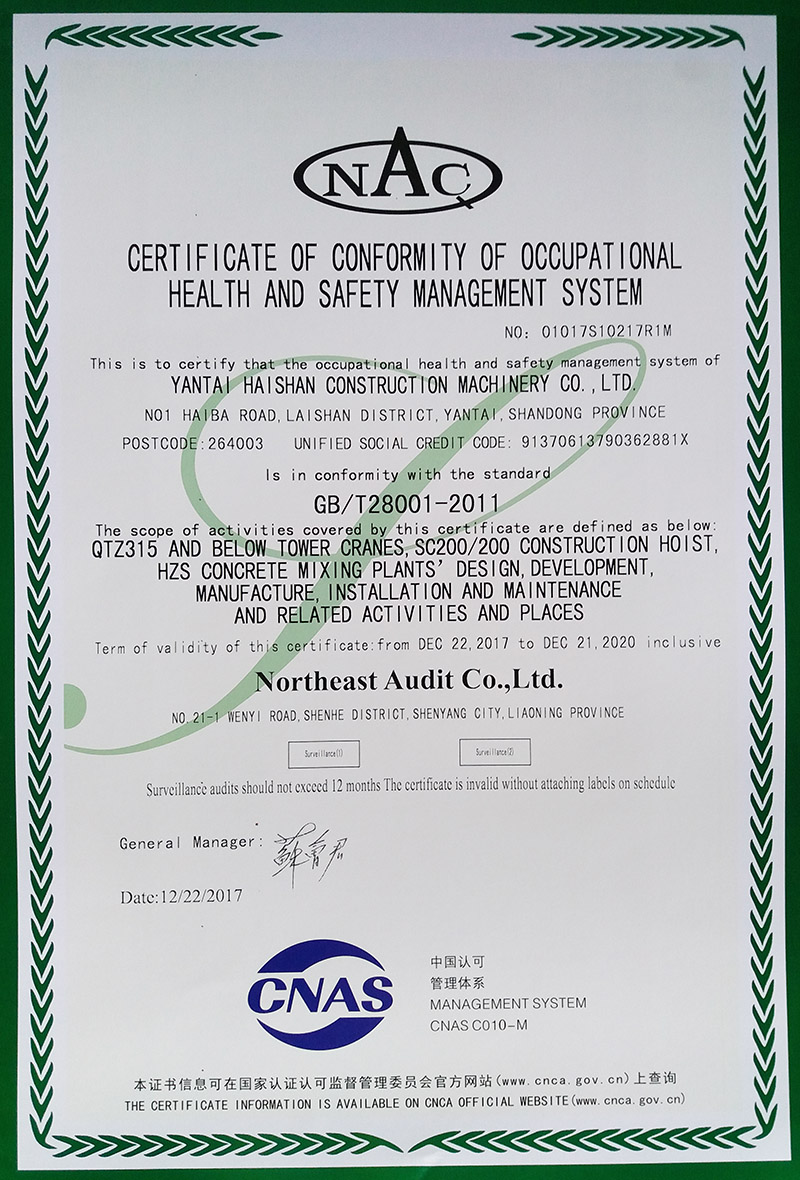 NAC
CERTIFICATE OF CONFORMITY OF OCCUPATIONAL
HEALTH AND SAFETY MANAGEMENT SYSTEM
NO: 01017S10217R1M
This is to certify that the occupational health and safety management system of
YANTAI HAISHAN CONSTRUCTION MACHINERY CO.,LTD.
NO1 HAIBA ROAD,LAISHAN DISTRICT,YANTAI,SHANDONG PROVINCE
POSTCODE:264003 UNIFIED SOCIAL CREDIT CODE: 91370613790362881X
Is in conformity with the standard
GB/T28001-2011
The scope of activities covered by this certificate are defined as below:
QTZ315 AND BELOW TOWER CRANES,SC200/200 CONSTRUCTION HOIST,
HZS CONCRETE MIXING PLANTS' DESIGN,DEVELOPMENT,
MANUFACTURE,INSTALLATION AND MAINTENANCE
AND RELATED ACTIVITIES AND PLACES
Term of validity of this certificate:from DEC 22,2017 to DEC 21,2020 inclusive
Northeast Audit Co.,Ltd.
NO.21-1 WENYI ROAD,SHENHE DISTRICT,SHENYANG CITY,LIAONING PROVINCE
Surveillance(1) Surveillance(2)
Surveillance audits should not exceed 12 months The certificate is invalid without attaching labels on schedule
General Manager:
Date:12/22/2017
CNAS
中国认可
管理体系
MANAGEMENT SYSTEM
CNAS C010-M
本证书信息可在国家认证认可监督管理委员会官方网站(www.cnca.gov.cn)上查询
THE CERTIFICATE INFORMATION IS AVAILABLE ON CNCA OFFICIAL WEBSITE(www.cnca.gov.cn)